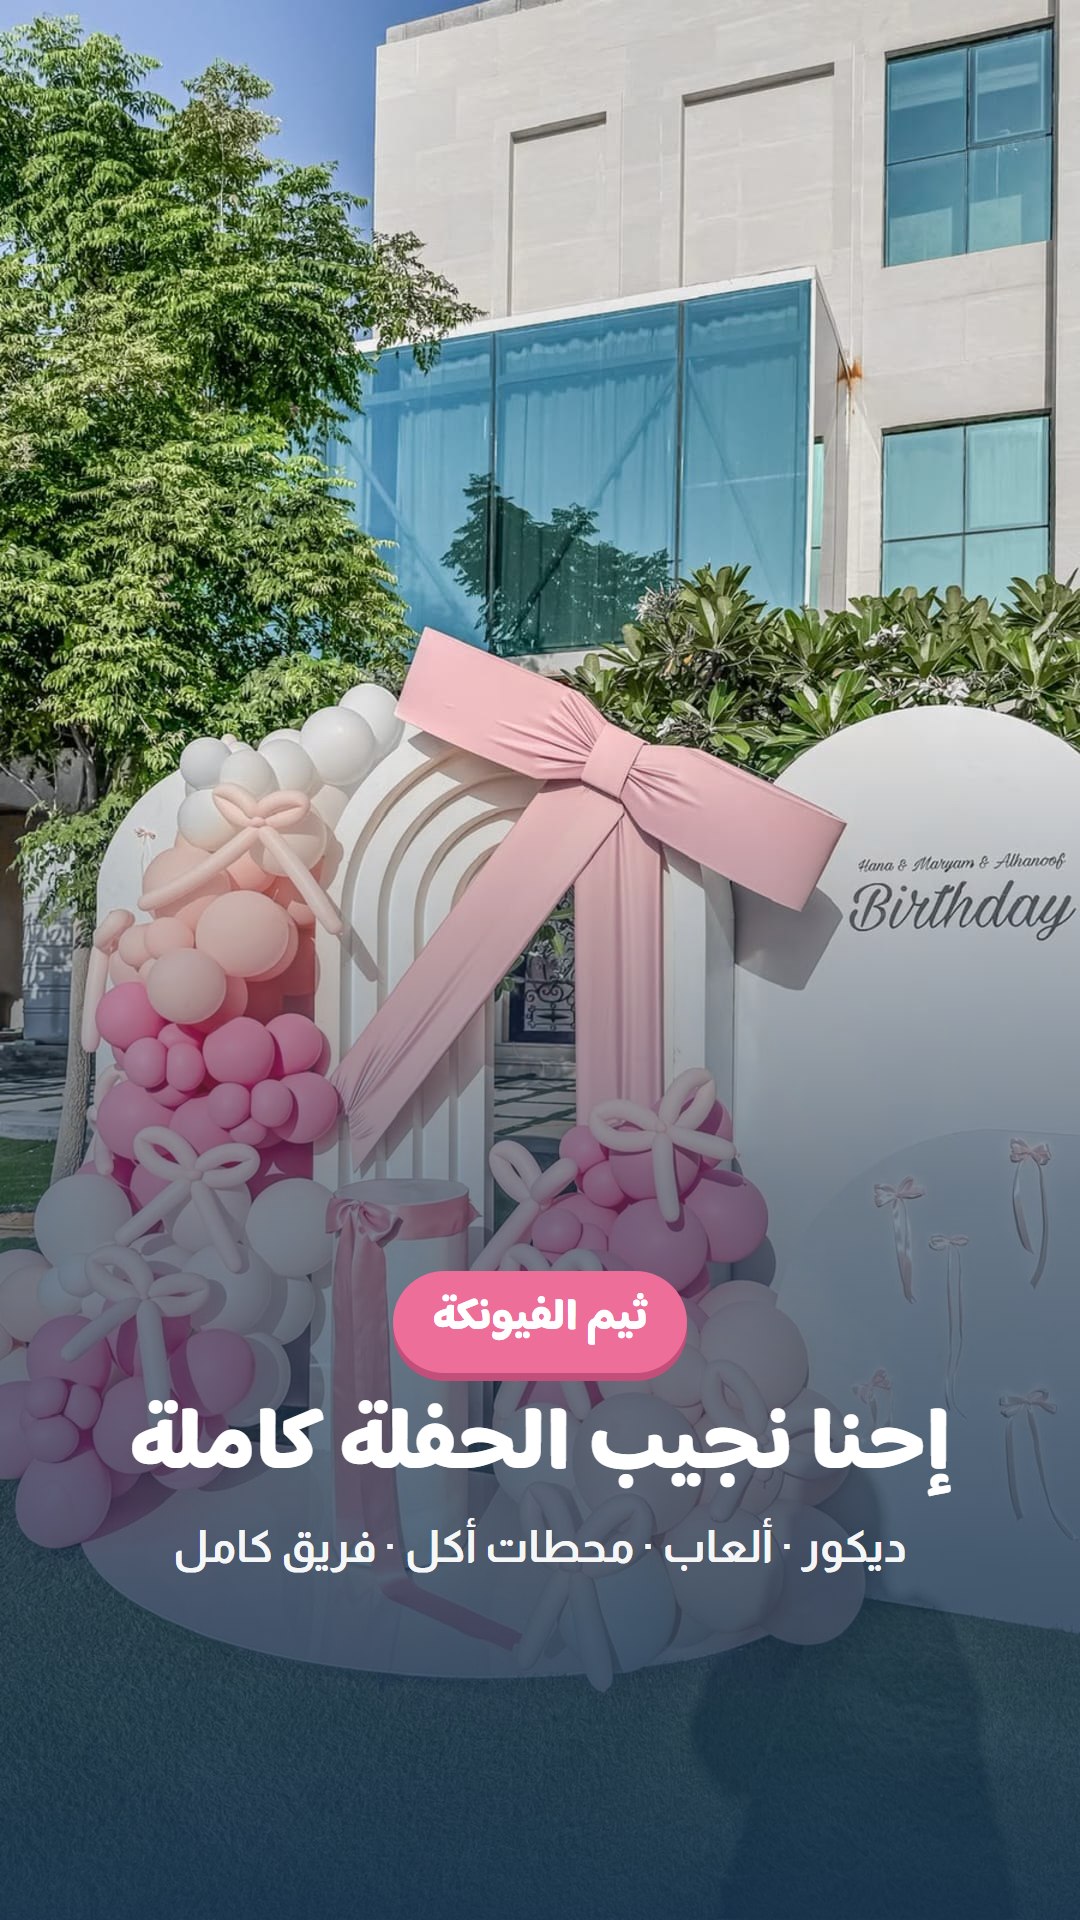 Hana & Maryam & Alhanoof
Birthday
ثيم الفيونكة
إحنا نجيب الحفلة كاملة
ديكور · ألعاب · محطات أكل · فريق كامل